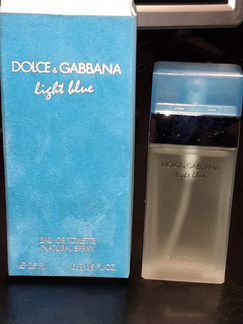 DOLCE & GABBANA
light blue
EAU DE TOILETTE
NATURAL SPRAY
DOLCE & GABBANA
light blue